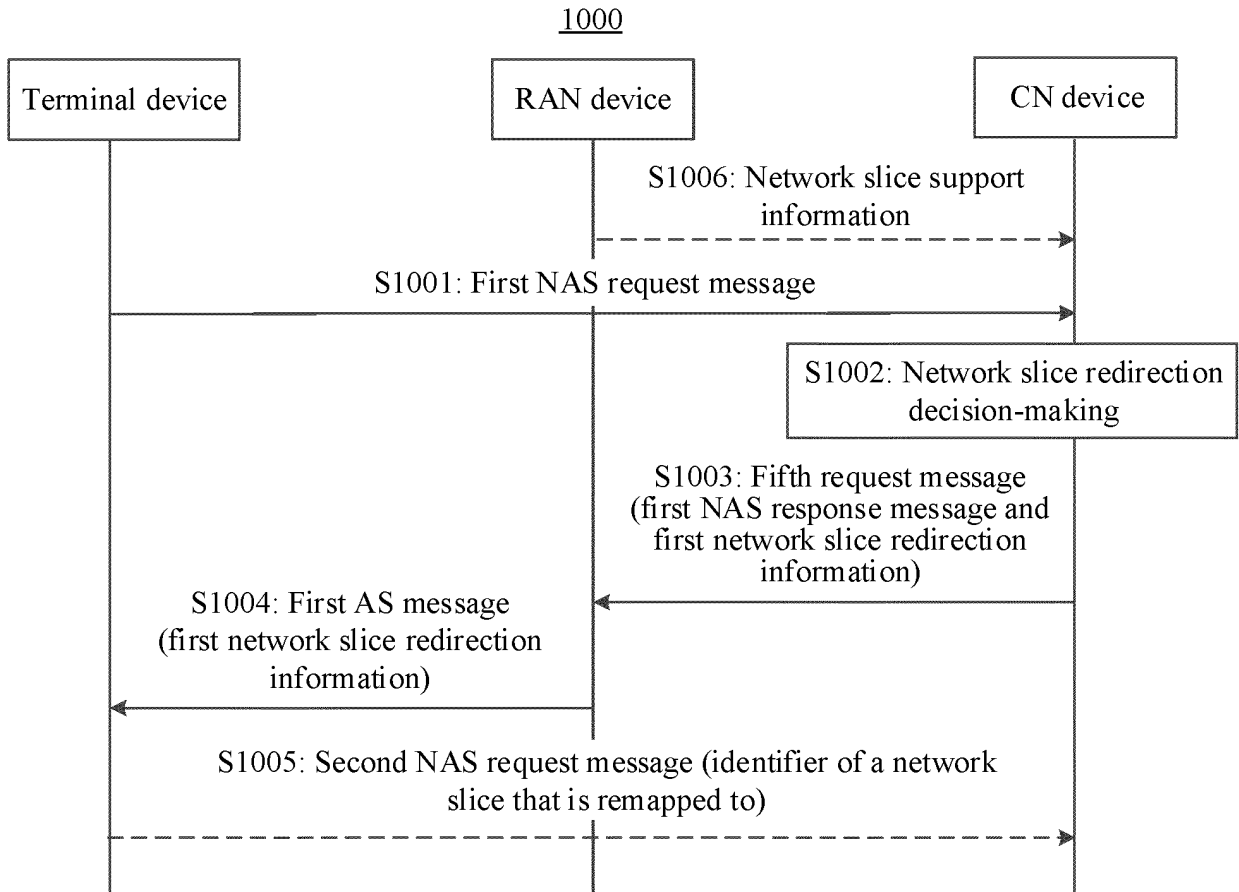 1000
Terminal device
RAN device
CN device
S1006: Network slice support
information
S1001: First NAS request message
S1002: Network slice redirection
decision-making
S1003: Fifth request message
(first NAS response message and
first network slice redirection
information)
S1004: First AS message
(first network slice redirection
information)
S1005: Second NAS request message (identifier of a network
slice that is remapped to)